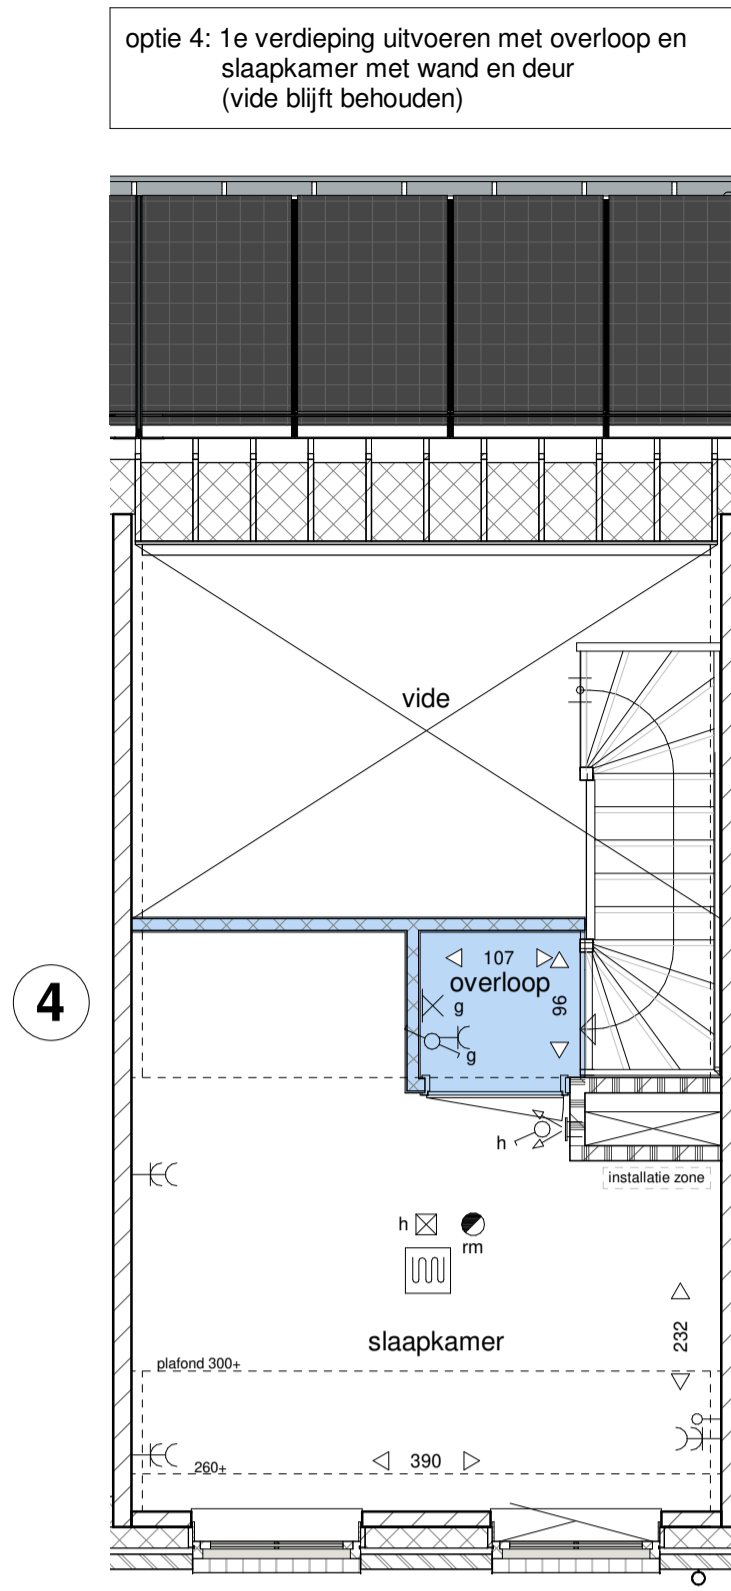 optie 4: 1e verdieping uitvoeren met overloop en
slaapkamer met wand en deur
(vide blijft behouden)
vide
107
overloop
96
g
g
4
h
installatie zone
h
rm
slaapkamer
232
plafond 300+
390
260+